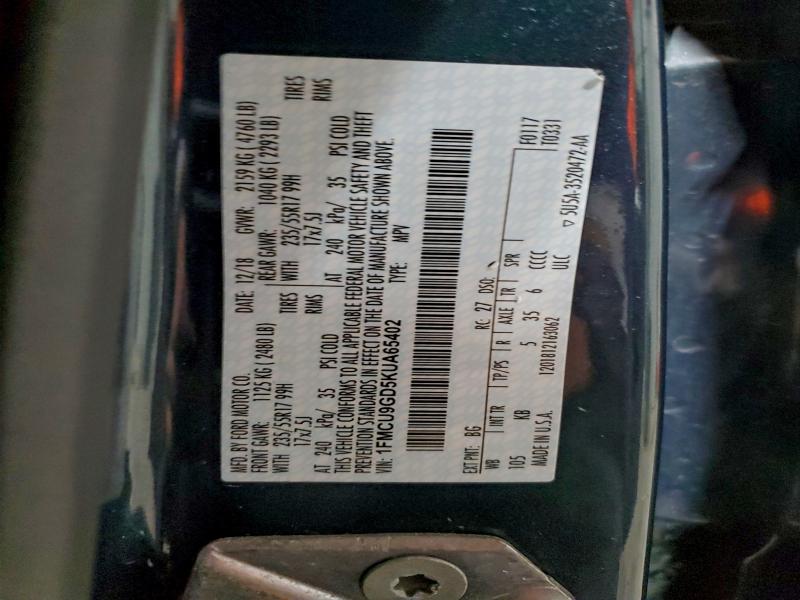 MFD. BY FORD MOTOR CO.
DATE: 12/18 GVWR: 2159 KG ( 4760 LB)
FRONT GAWR: 1125 KG ( 2480 LB) REAR GAWR: 1040 KG ( 2293 LB)
WITH 235/55R17 99H TIRES WITH 235/55R17 99H TIRES
17x7.5J RIMS 17x7.5J RIMS
AT 240 kPa/ 35 PSI COLD AT 240 kPa/ 35 PSI COLD
THIS VEHICLE CONFORMS TO ALL APPLICABLE FEDERAL MOTOR VEHICLE SAFETY AND THEFT
PREVENTION STANDARDS IN EFFECT ON THE DATE OF MANUFACTURE SHOWN ABOVE.
VIN: 1FMCU9GD5KUA65402 TYPE: MPV
EXT PNT: BG RC: 27 DSO: F0117
WB INT TR TP/PS R AXLE TR SPR T0331
105 KB 5 35 6 CCCC
MADE IN U.S.A. 1201812163062 ULC
▽ 5U5A-3520472-AA